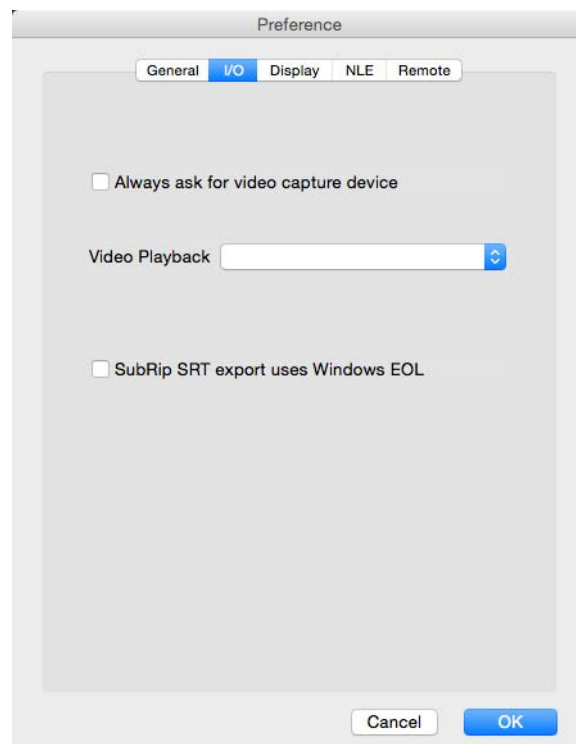 Preference
General I/O Display NLE Remote
Always ask for video capture device
Video Playback
SubRip SRT export uses Windows EOL
Cancel OK